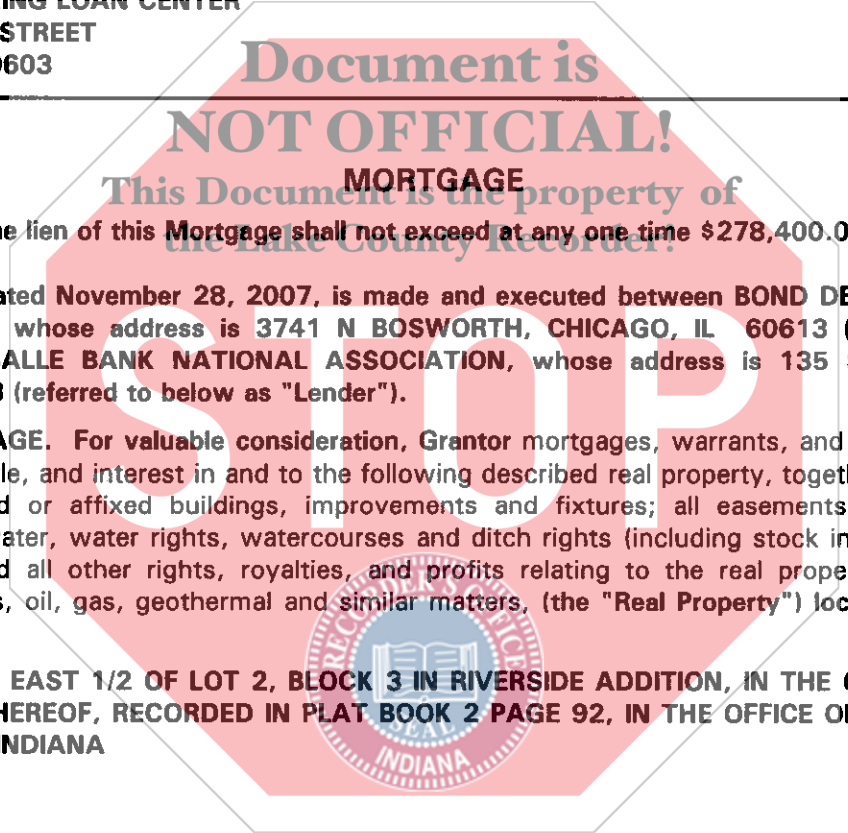 ING LOAN CENTER
STREET
0603
Document is
NOT OFFICIAL!
MORTGAGE
This Document is the property of
the Lake County Recorder!
e lien of this Mortgage shall not exceed at any one time $278,400.0
ated November 28, 2007, is made and executed between BOND DE
whose address is 3741 N BOSWORTH, CHICAGO, IL 60613 (
ALLE BANK NATIONAL ASSOCIATION, whose address is 135
(referred to below as "Lender").
STOP
AGE. For valuable consideration, Grantor mortgages, warrants, and
le, and interest in and to the following described real property, togeth
d or affixed buildings, improvements and fixtures; all easements
ater, water rights, watercourses and ditch rights (including stock in
d all other rights, royalties, and profits relating to the real prope
s, oil, gas, geothermal and similar matters, (the "Real Property") loc
RECORDER'S OFFICE
EAST 1/2 OF LOT 2, BLOCK 3 IN RIVERSIDE ADDITION, IN THE
HEREOF, RECORDED IN PLAT BOOK 2 PAGE 92, IN THE OFFICE OF
SEAL
NDIANA
INDIANA